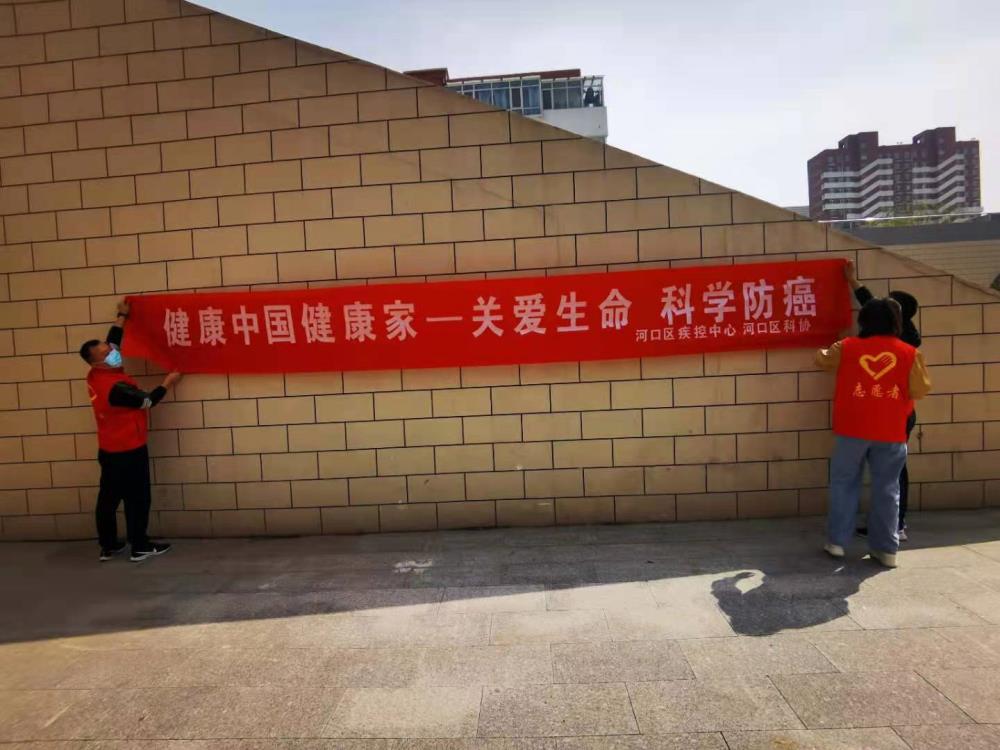 健康中国健康家—关爱生命 科学防癌
河口区疾控中心 河口区科协
志愿者